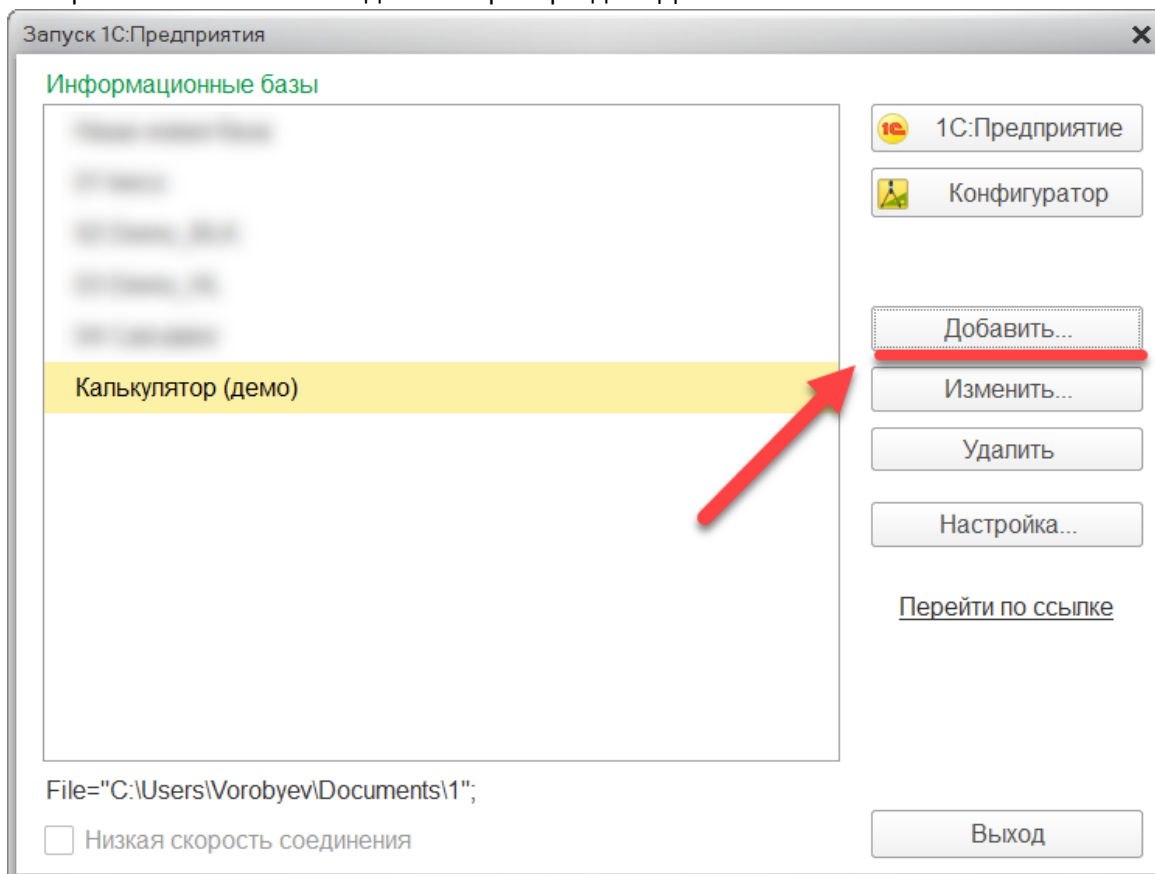 Запуск 1С:Предприятия
Информационные базы
1С:Предприятие
Конфигуратор
Добавить...
Калькулятор (демо)
Изменить...
Удалить
Настройка...
Перейти по ссылке
File="C:\Users\Vorobyev\Documents\1";
Низкая скорость соединения
Выход